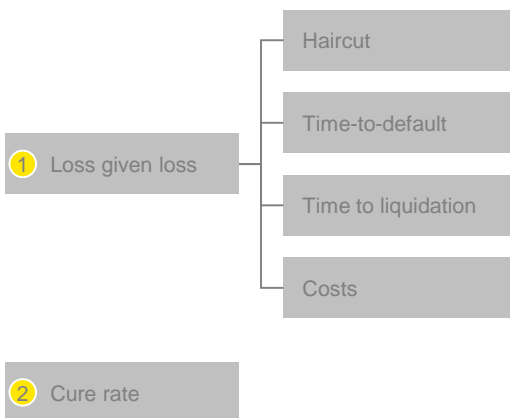 Haircut
Time-to-default
1 Loss given loss
Time to liquidation
Costs
2 Cure rate